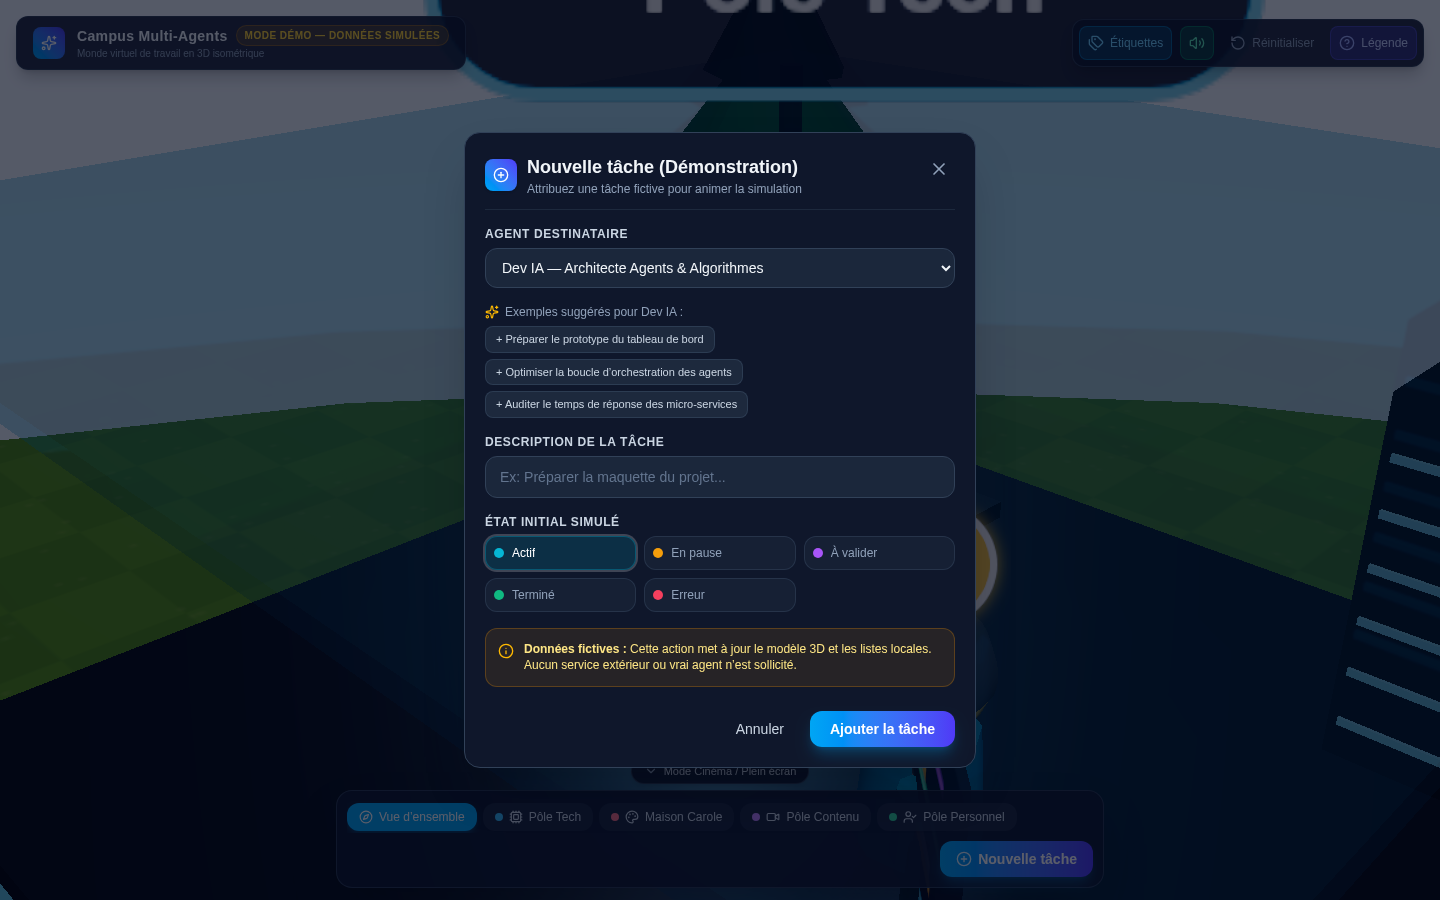 Pôle Tech
Campus Multi-Agents
MODE DÉMO — DONNÉES SIMULÉES
Monde virtuel de travail en 3D isométrique
Étiquettes
Réinitialiser
Légende
Nouvelle tâche (Démonstration)
Attribuez une tâche fictive pour animer la simulation
AGENT DESTINATAIRE
Dev IA — Architecte Agents & Algorithmes
Exemples suggérés pour Dev IA :
+ Préparer le prototype du tableau de bord
+ Optimiser la boucle d’orchestration des agents
+ Auditer le temps de réponse des micro-services
DESCRIPTION DE LA TÂCHE
Ex: Préparer la maquette du projet...
ÉTAT INITIAL SIMULÉ
Actif
En pause
À valider
Terminé
Erreur
Données fictives : Cette action met à jour le modèle 3D et les listes locales.
Aucun service extérieur ou vrai agent n’est sollicité.
Annuler
Ajouter la tâche
Mode Cinéma / Plein écran
Vue d’ensemble
Pôle Tech
Maison Carole
Pôle Contenu
Pôle Personnel
Nouvelle tâche